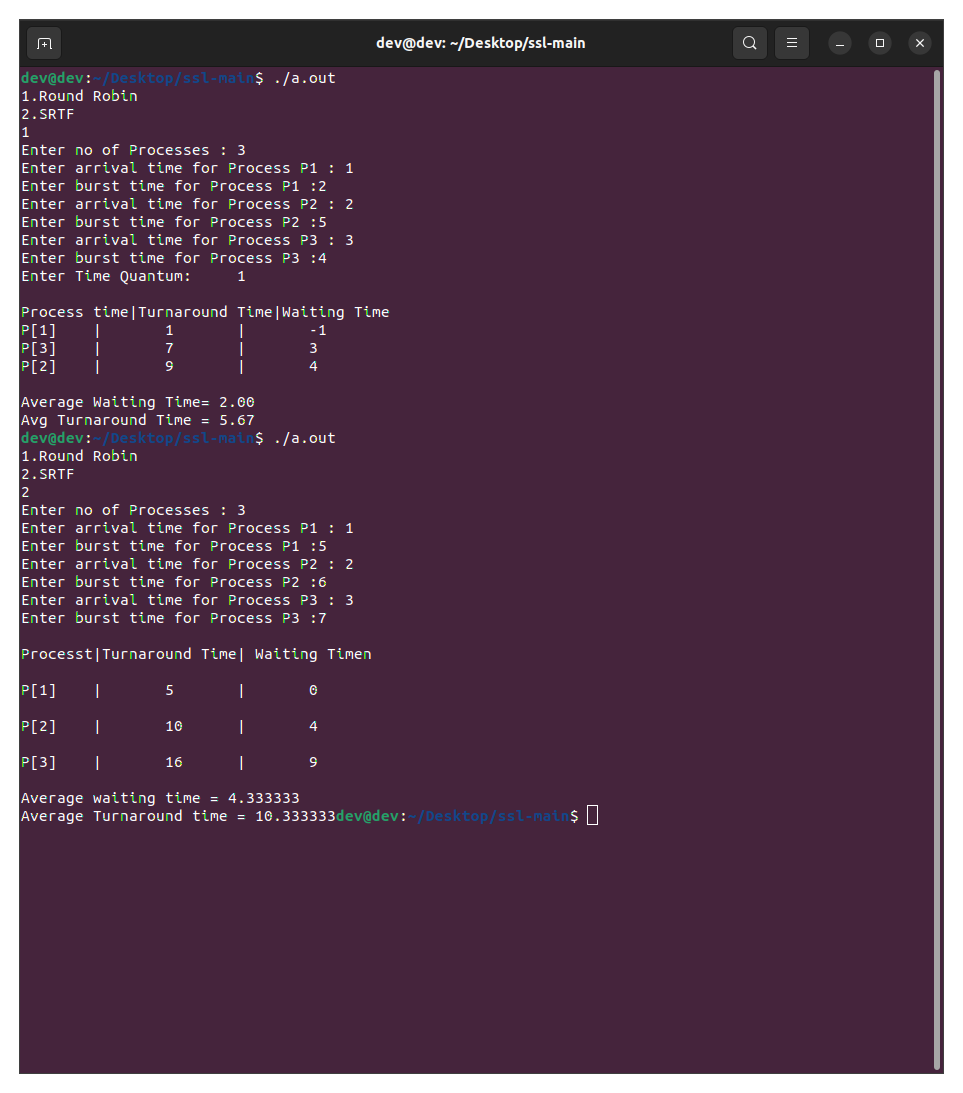 dev@dev: ~/Desktop/ssl-main
dev@dev:~/Desktop/ssl-main$ ./a.out
1.Round Robin
2.SRTF
1
Enter no of Processes : 3
Enter arrival time for Process P1 : 1
Enter burst time for Process P1 :2
Enter arrival time for Process P2 : 2
Enter burst time for Process P2 :5
Enter arrival time for Process P3 : 3
Enter burst time for Process P3 :4
Enter Time Quantum:     1
Process time|Turnaround Time|Waiting Time
P[1]    |       1       |       -1
P[3]    |       7       |       3
P[2]    |       9       |       4
Average Waiting Time= 2.00
Avg Turnaround Time = 5.67
dev@dev:~/Desktop/ssl-main$ ./a.out
1.Round Robin
2.SRTF
2
Enter no of Processes : 3
Enter arrival time for Process P1 : 1
Enter burst time for Process P1 :5
Enter arrival time for Process P2 : 2
Enter burst time for Process P2 :6
Enter arrival time for Process P3 : 3
Enter burst time for Process P3 :7
Processt|Turnaround Time| Waiting Timen
P[1]    |       5       |       0
P[2]    |       10      |       4
P[3]    |       16      |       9
Average waiting time = 4.333333
Average Turnaround time = 10.333333dev@dev:~/Desktop/ssl-main$